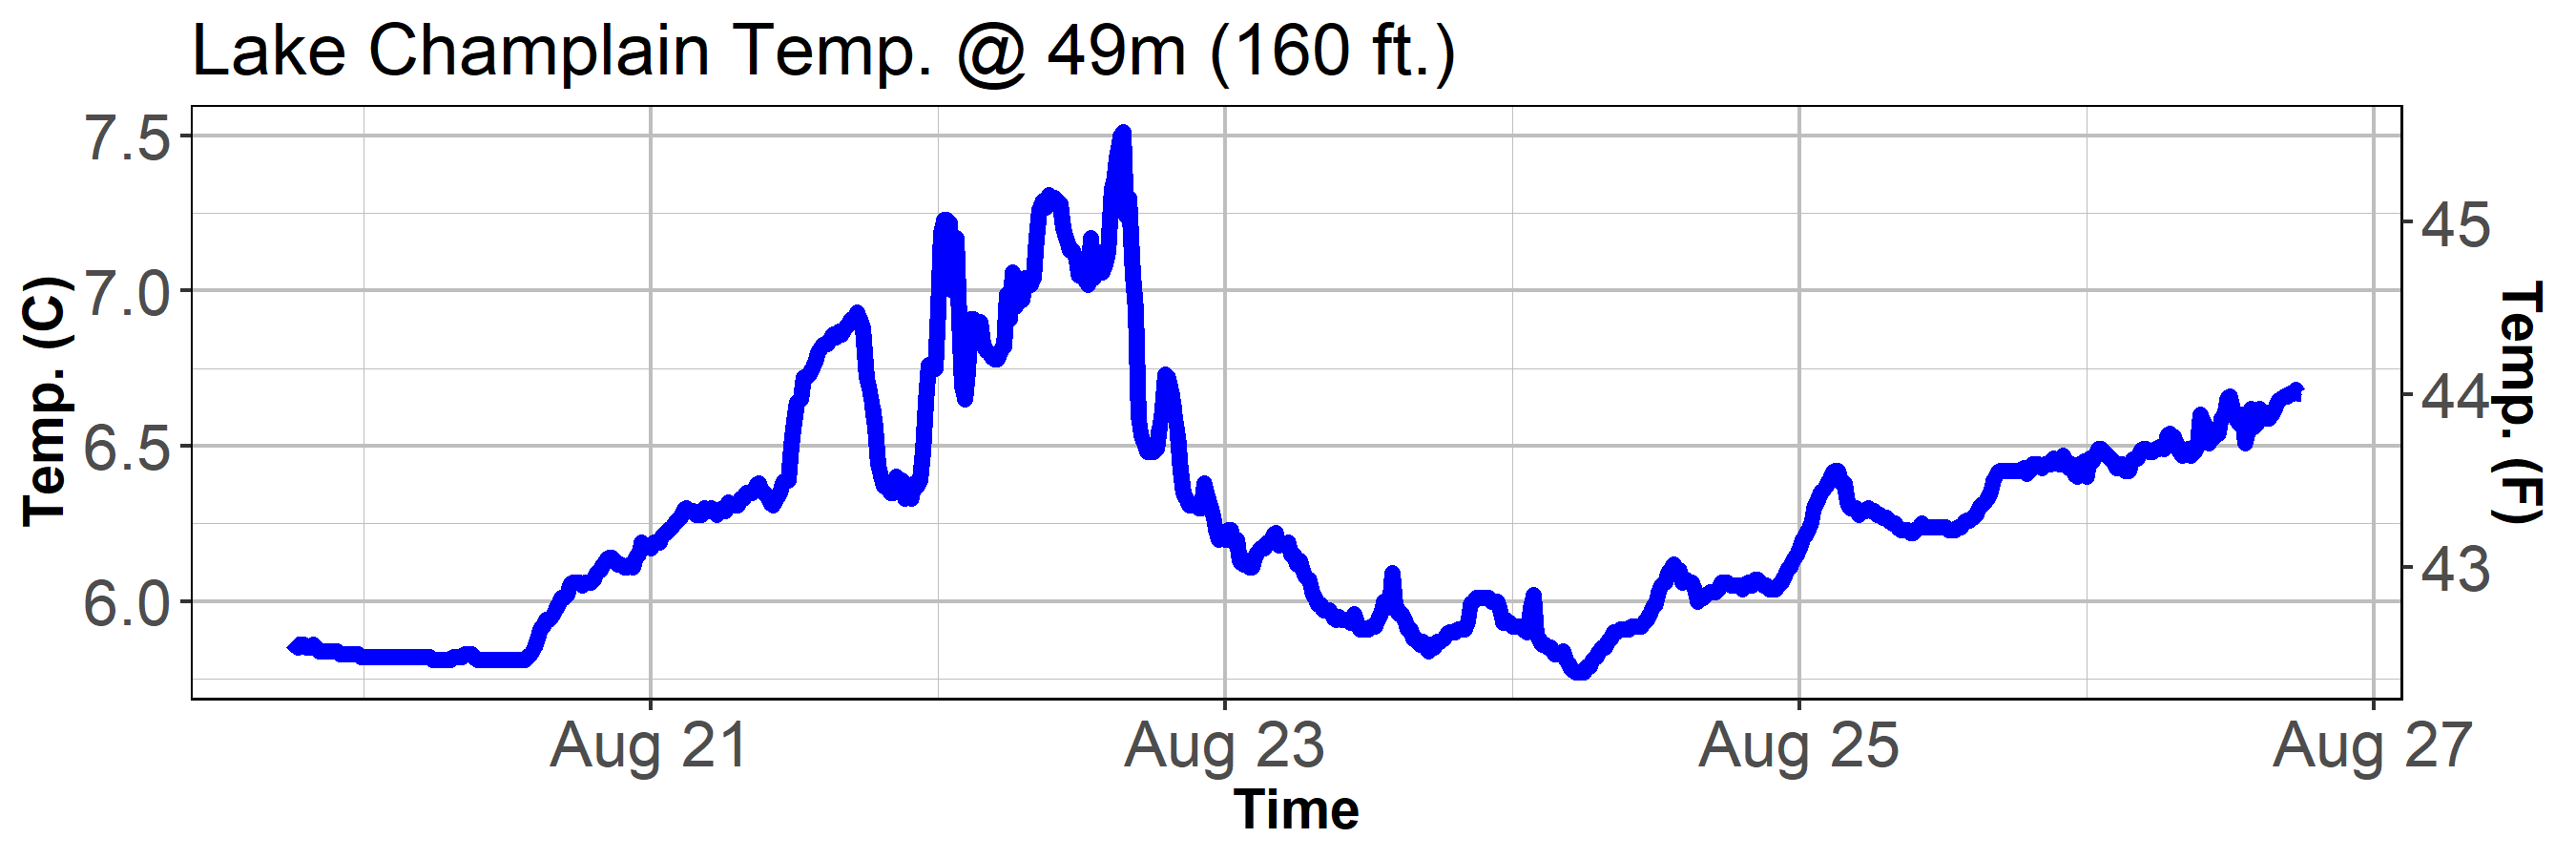 Lake Champlain Temp. @ 49m (160 ft.)
7.5
7.0
6.5
6.0
Temp. (C)
45
44
43
Temp. (F)
Aug 21
Aug 23
Aug 25
Aug 27
Time